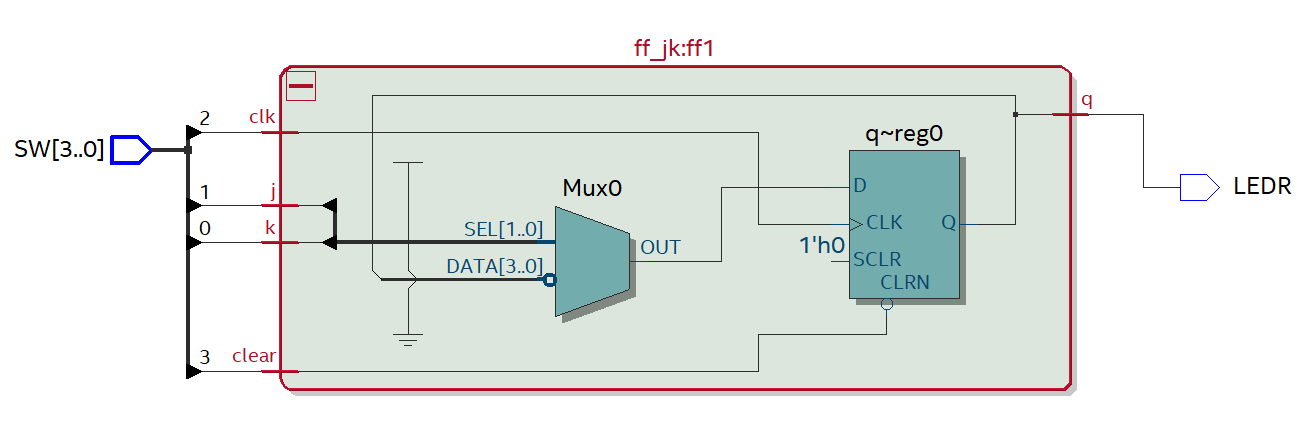 ff_jk:ff1
SW[3..0]
2
clk
1
j
0
k
3
clear
Mux0
SEL[1..0]
DATA[3..0]
OUT
q~reg0
D
CLK
1'h0
SCLR
CLRN
Q
q
LEDR